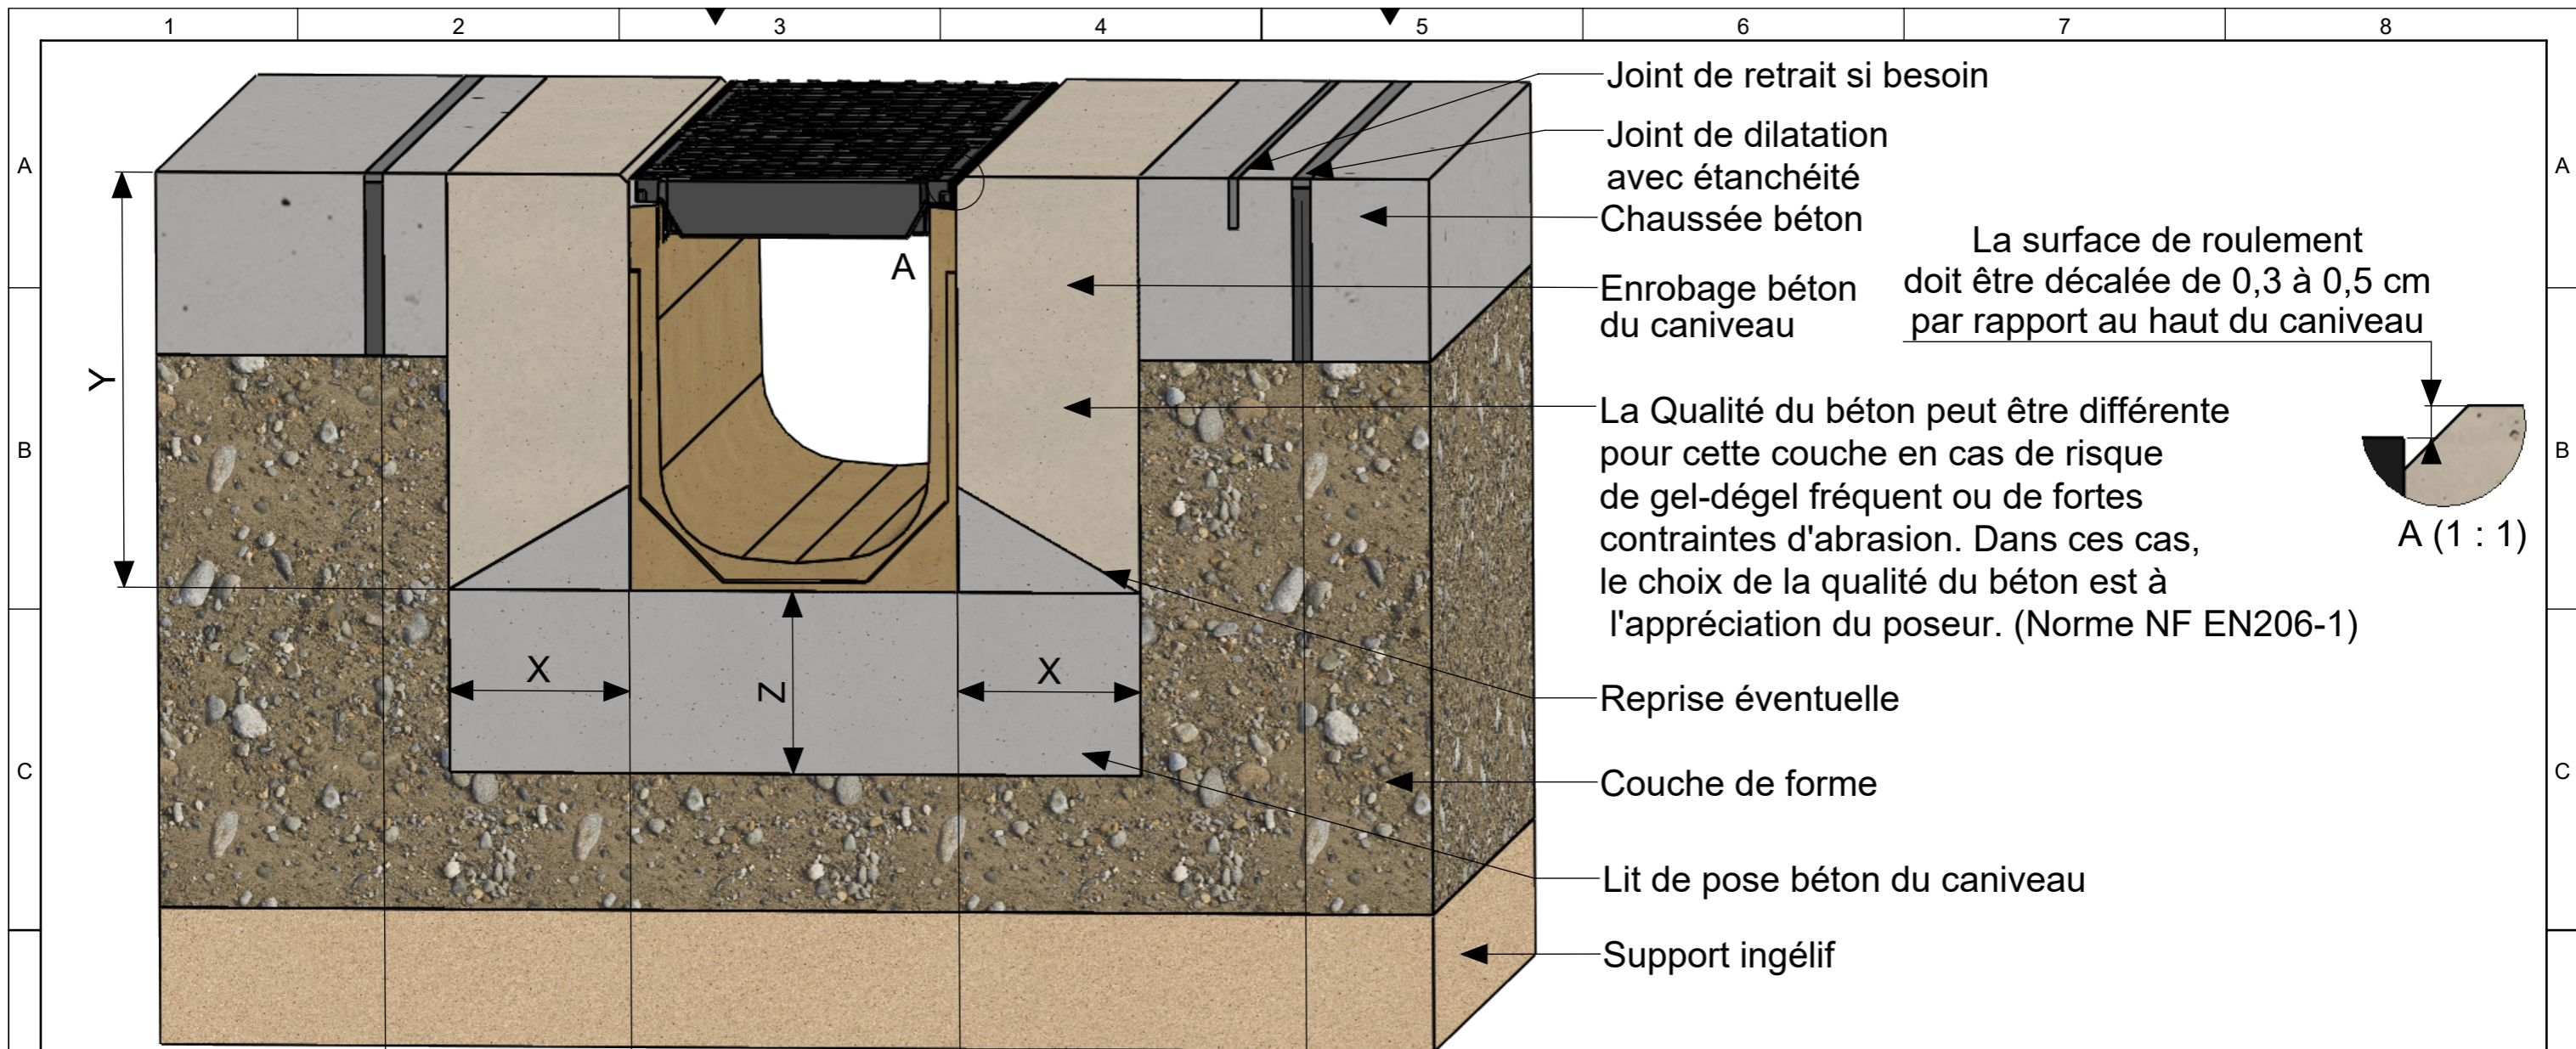 1 2 3 4 5 6 7 8
Joint de retrait si besoin
Joint de dilatation
avec étanchéité
Chaussée béton
Enrobage béton
du caniveau
La surface de roulement
doit être décalée de 0,3 à 0,5 cm
par rapport au haut du caniveau
La Qualité du béton peut être différente
pour cette couche en cas de risque
de gel-dégel fréquent ou de fortes
contraintes d'abrasion. Dans ces cas,
le choix de la qualité du béton est à
l'appréciation du poseur. (Norme NF EN206-1)
A (1 : 1)
Reprise éventuelle
Couche de forme
Lit de pose béton du caniveau
Support ingélif
A
Y
X
Z
X
A
B
C
A
B
C